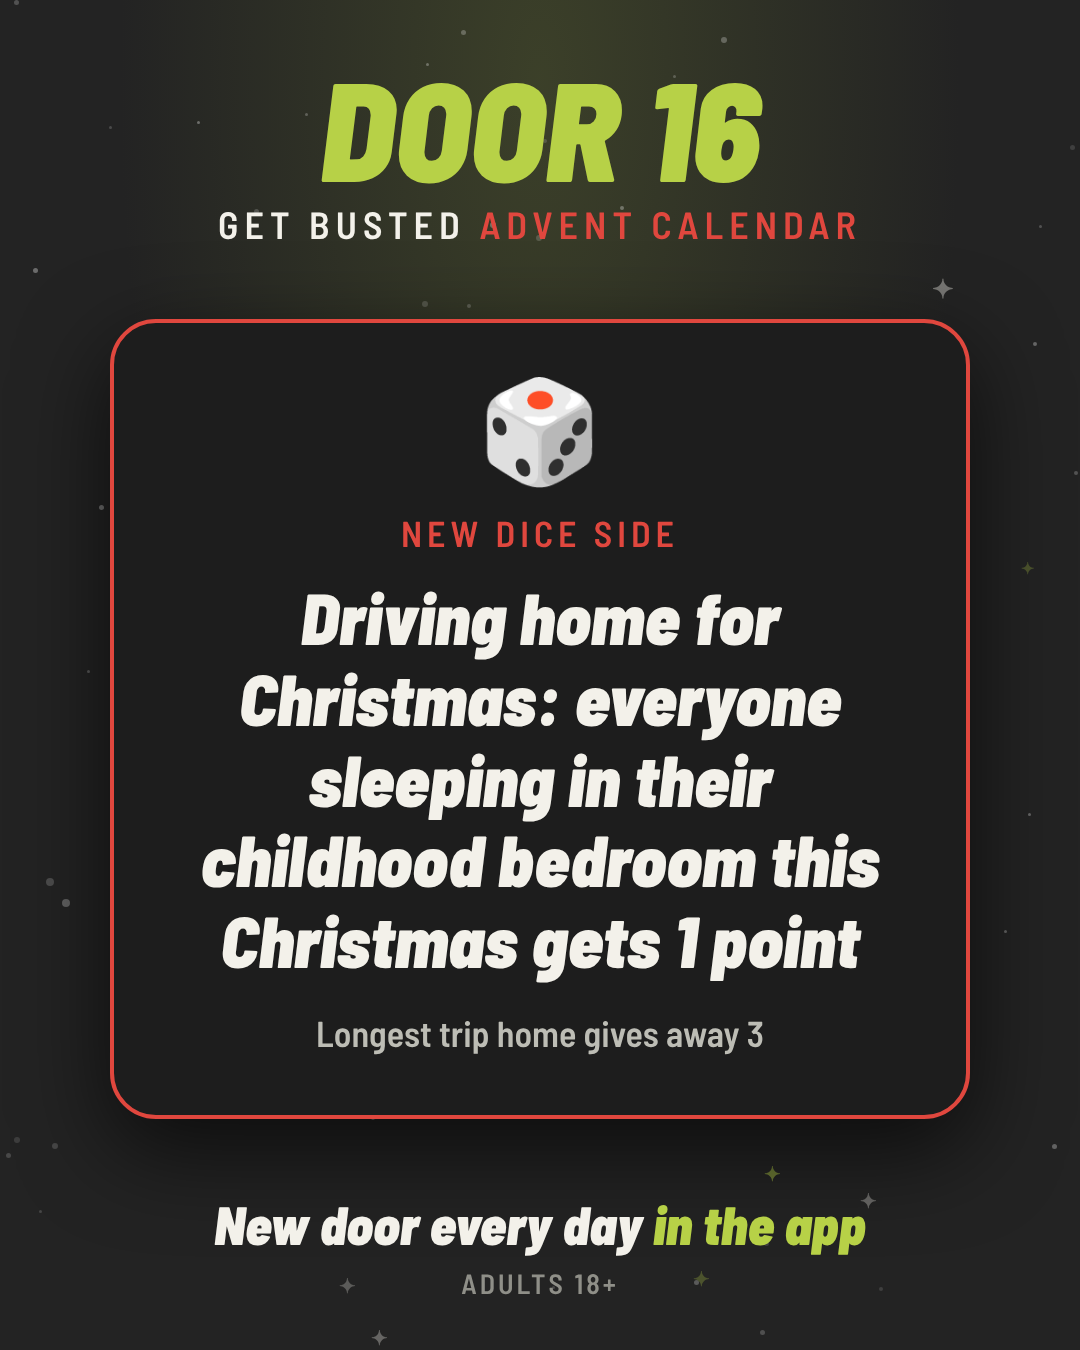 DOOR 16
GET BUSTED ADVENT CALENDAR
NEW DICE SIDE
Driving home for
Christmas: everyone
sleeping in their
childhood bedroom this
Christmas gets 1 point
Longest trip home gives away 3
New door every day in the app
ADULTS 18+